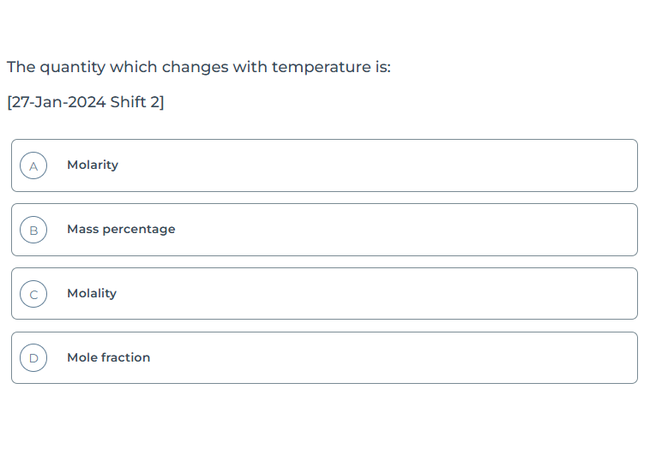 The quantity which changes with temperature is:
[27-Jan-2024 Shift 2]
A Molarity
B Mass percentage
C Molality
D Mole fraction